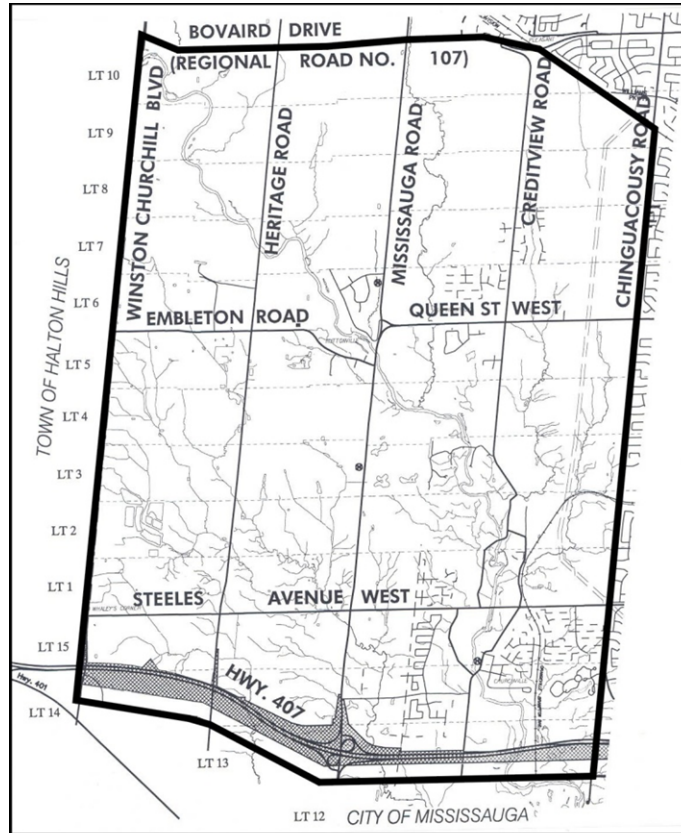 BOVAIRD DRIVE
(REGIONAL ROAD NO. 107)
LT 10
LT 9
LT 8
LT 7
LT 6
LT 5
LT 4
LT 3
LT 2
LT 1
LT 15
LT 14
LT 13
LT 12
WINSTON CHURCHILL BLVD
HERITAGE ROAD
MISSISSAUGA ROAD
CREDITVIEW ROAD
CHINGUACOUSY ROAD
TOWN OF HALTON HILLS
EMBLETON ROAD
QUEEN ST WEST
STEELES AVENUE WEST
WHALEY'S CORNERS
HWY. 407
Hwy. 401
CHURCHVILLE
CITY OF MISSISSAUGA